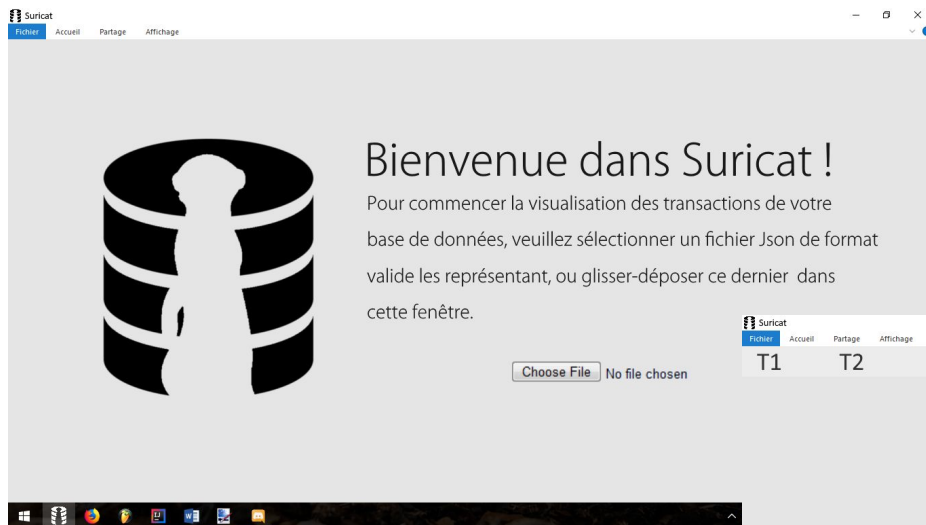 Suricat
Fichier Accueil Partage Affichage
Bienvenue dans Suricat !
Pour commencer la visualisation des transactions de votre
base de données, veuillez sélectionner un fichier Json de format
valide les représentant, ou glisser-déposer ce dernier dans
cette fenêtre.
Choose File No file chosen
Suricat
Fichier Accueil Partage Affichage
T1 T2